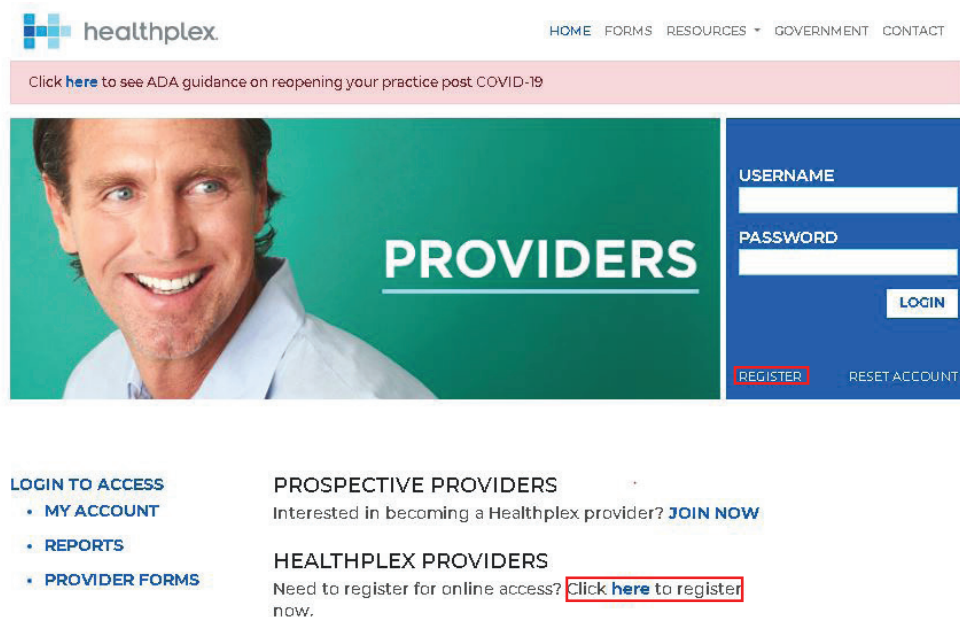 healthplex.
HOME FORMS RESOURCES GOVERNMENT CONTACT
Click here to see ADA guidance on reopening your practice post COVID-19
PROVIDERS
USERNAME
PASSWORD
LOGIN
REGISTER RESET ACCOUNT
LOGIN TO ACCESS
• MY ACCOUNT
• REPORTS
• PROVIDER FORMS
PROSPECTIVE PROVIDERS
Interested in becoming a Healthplex provider? JOIN NOW
HEALTHPLEX PROVIDERS
Need to register for online access? Click here to register
now.